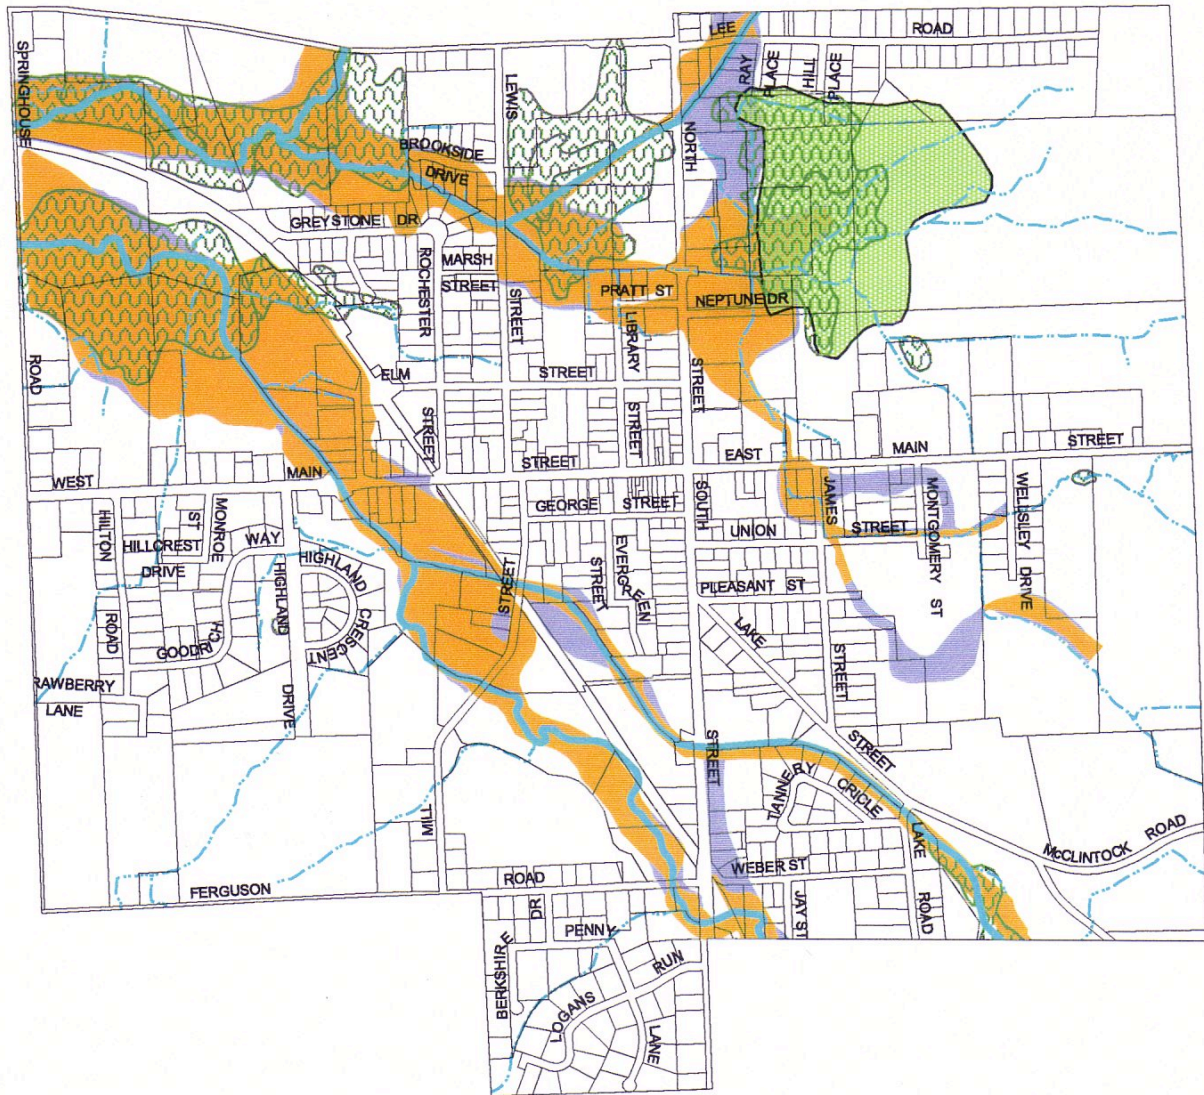 LEE ROAD
SPRINGHOUSE
LEWIS
RAY PLACE
HILL PLACE
NORTH
BROOKSIDE
DRIVE
GREYSTONE DR
ROCHESTER
MARSH
STREET
STREET
PRATT ST
NEPTUNE DR
LIBRARY
ROAD
ELM
STREET
STREET
STREET
STREET
STREET
EAST
MAIN
STREET
WEST
MAIN
STREET
GEORGE
STREET
SOUTH
JAMES
MONTGOMERY ST
WELLISLEY DRIVE
UNION
STREET
HILTON
ROAD
HILLCREST
DRIVE
ST
MONROE
WAY
HIGHLAND
DRIVE
HIGHLAND
CRESCENT
GOODRICH
STREET
STREET
EVERGREEN
PLEASANT ST
LAKE
STREET
STREET
RAWBERRY
LANE
STREET
TANNERY
CRICLE
MILL
McCLINTOCK ROAD
LAKE
ROAD
WEBER ST
FERGUSON
ROAD
JAY ST
DR
PENNY
BERKSHIRE
LOGANS
RUN
LANE